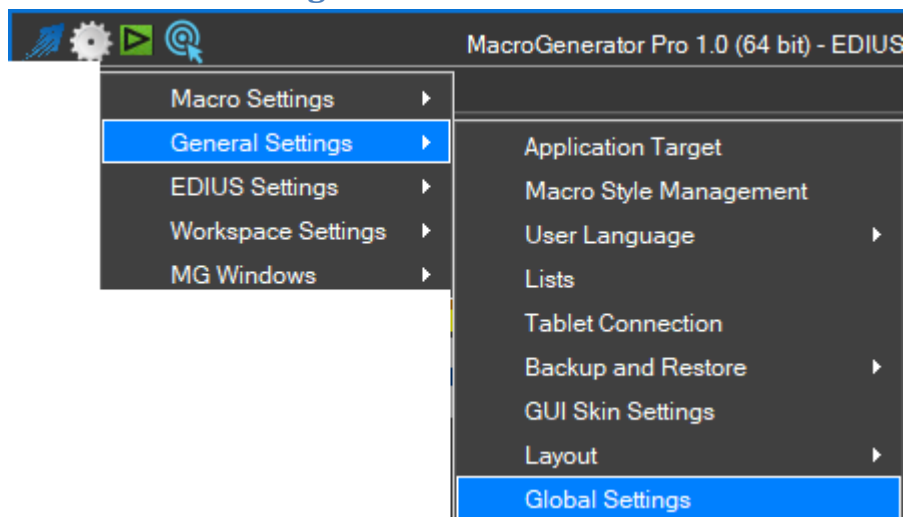 MacroGenerator Pro 1.0 (64 bit) - EDIUS
Macro Settings
General Settings
EDIUS Settings
Workspace Settings
MG Windows
Application Target
Macro Style Management
User Language
Lists
Tablet Connection
Backup and Restore
GUI Skin Settings
Layout
Global Settings